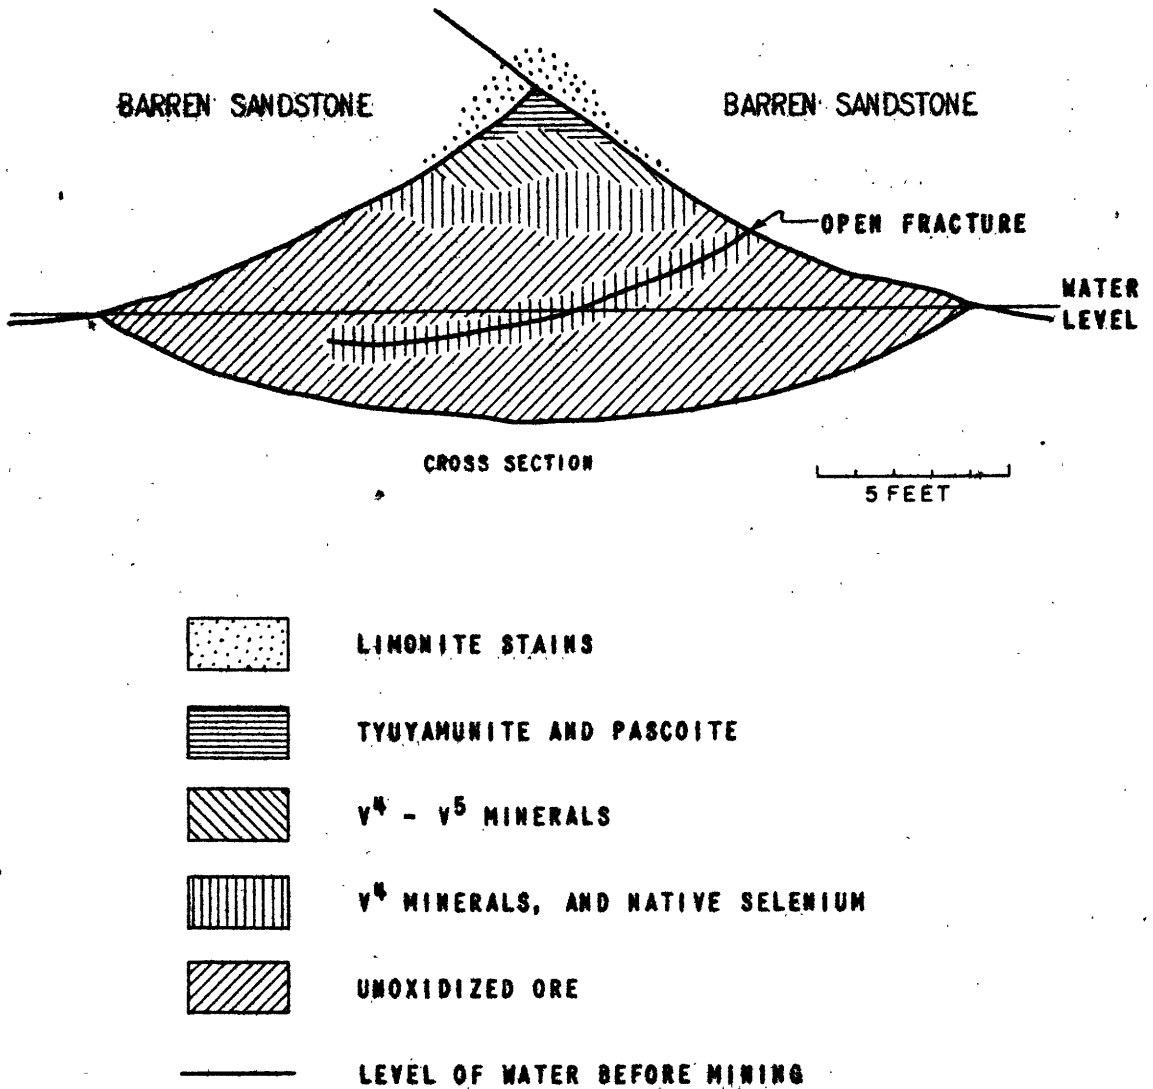 BARREN SANDSTONE
BARREN SANDSTONE
OPEN FRACTURE
WATER
LEVEL
CROSS SECTION
5 FEET
LIMONITE STAINS
TYUYAMUNITE AND PASCOITE
V⁴ - V⁵ MINERALS
V⁴ MINERALS, AND NATIVE SELENIUM
UNOXIDIZED ORE
LEVEL OF WATER BEFORE MINING